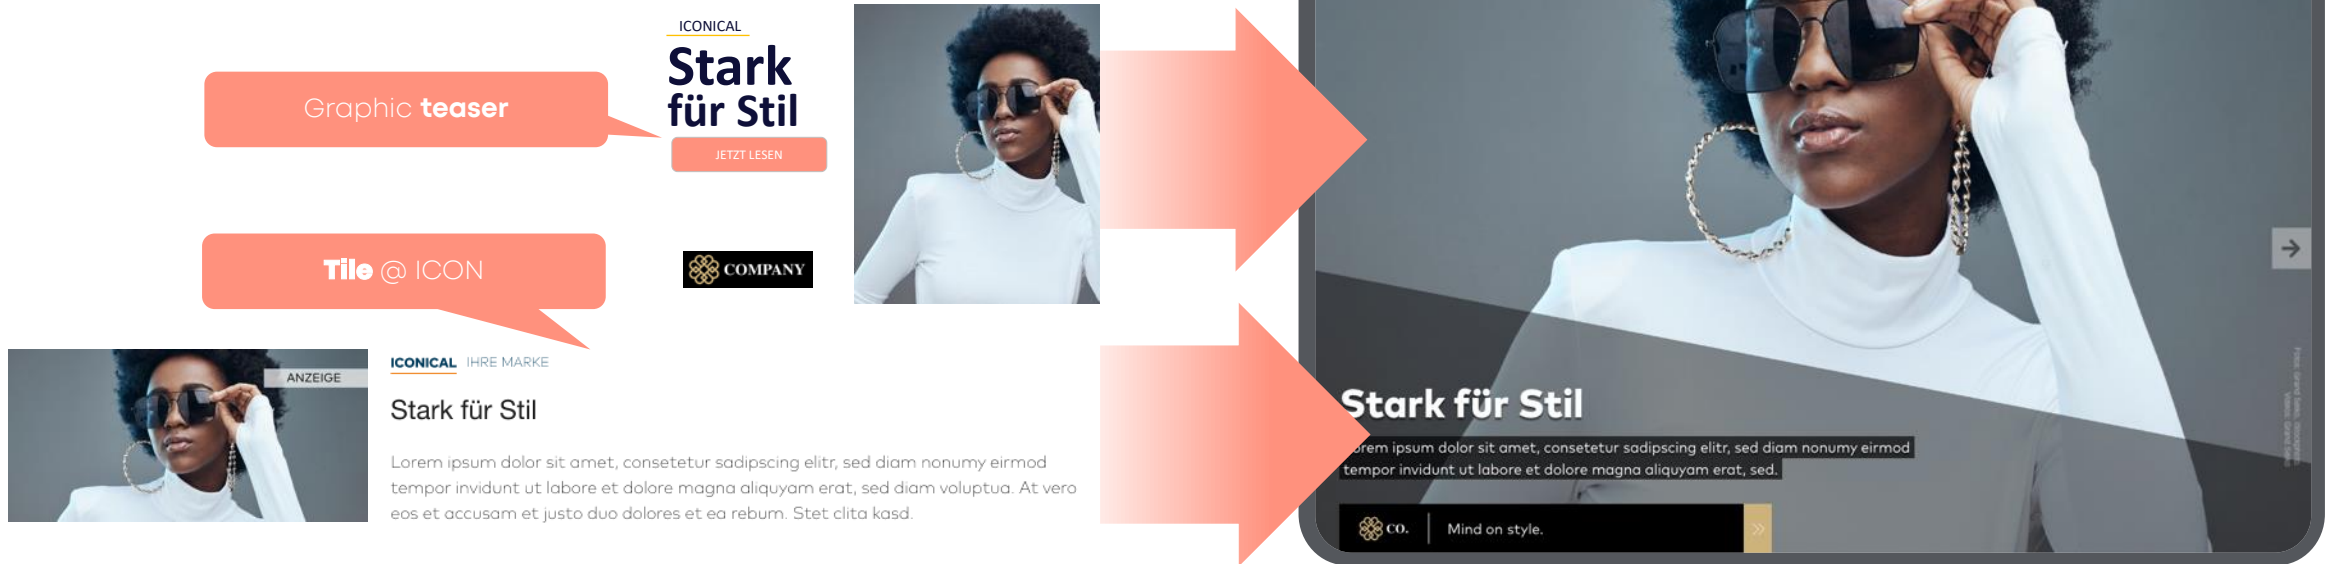 ICONICAL
Stark
für Stil
JETZT LESEN
Graphic teaser
COMPANY
Tile @ ICON
ANZEIGE
ICONICAL IHRE MARKE
Stark für Stil
Lorem ipsum dolor sit amet, consetetur sadipscing elitr, sed diam nonumy eirmod
tempor invidunt ut labore et dolore magna aliquyam erat, sed diam voluptua. At vero
eos et accusam et justo duo dolores et ea rebum. Stet clita kasd.
Stark für Stil
orem ipsum dolor sit amet, consetetur sadipscing elitr, sed diam nonumy eirmod
tempor invidunt ut labore et dolore magna aliquyam erat, sed.
CO. Mind on style.